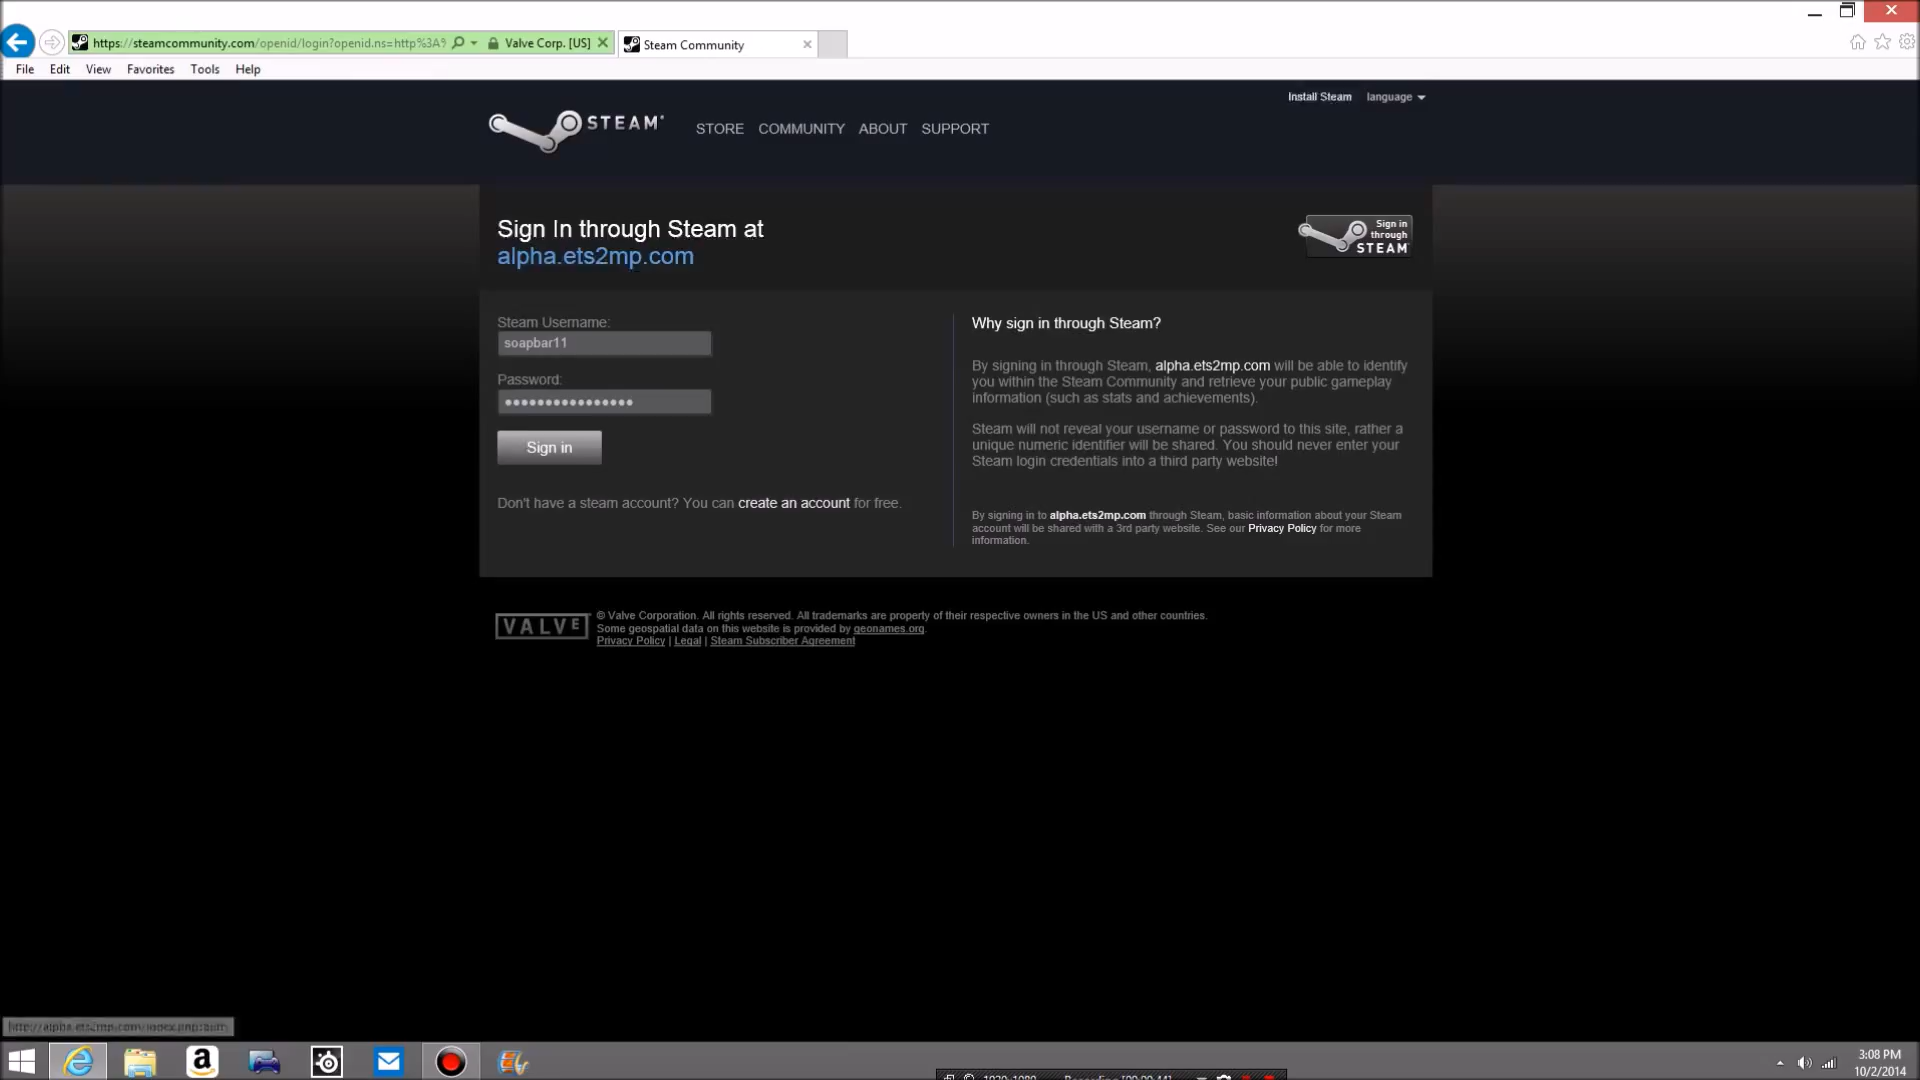 https://steamcommunity.com/openid/login?openid.ns=http%3A%
Valve Corp. [US]
Steam Community
File Edit View Favorites Tools Help
Install Steam language
STEAM
STORE COMMUNITY ABOUT SUPPORT
Sign In through Steam at
alpha.ets2mp.com
Sign in
through
STEAM
Steam Username:
soapbar11
Password:
Sign in
Don't have a steam account? You can create an account for free.
Why sign in through Steam?
By signing in through Steam, alpha.ets2mp.com will be able to identify
you within the Steam Community and retrieve your public gameplay
information (such as stats and achievements).
Steam will not reveal your username or password to this site, rather a
unique numeric identifier will be shared. You should never enter your
Steam login credentials into a third party website!
By signing in to alpha.ets2mp.com through Steam, basic information about your Steam
account will be shared with a 3rd party website. See our Privacy Policy for more
information.
VALVE
© Valve Corporation. All rights reserved. All trademarks are property of their respective owners in the US and other countries.
Some geospatial data on this website is provided by geonames.org.
Privacy Policy | Legal | Steam Subscriber Agreement
3:08 PM
10/2/2014